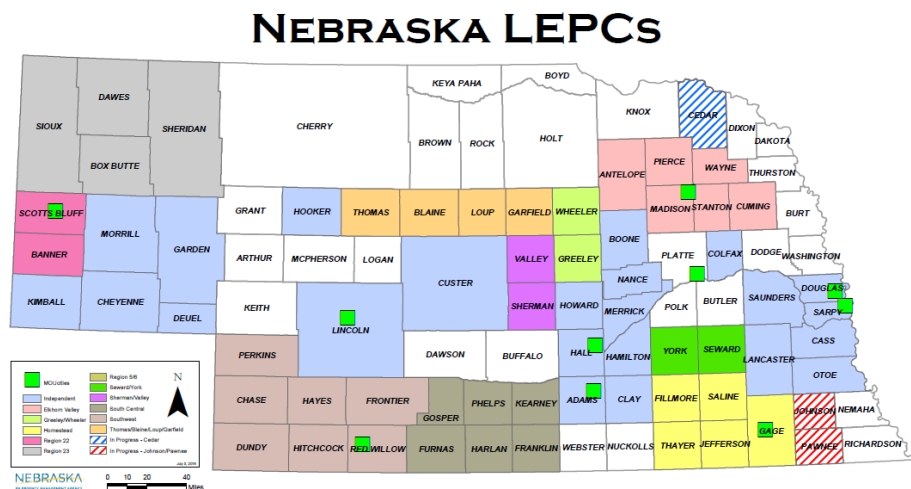 NEBRASKA LEPCS
BOYD
KEYA PAHA
DAWES
SIOUX
SHERIDAN
CHERRY
KNOX
CEDAR
DIXON
DAKOTA
BROWN
ROCK
HOLT
BOX BUTTE
PIERCE
WAYNE
ANTELOPE
THURSTON
SCOTTS BLUFF
GRANT
HOOKER
THOMAS
BLAINE
LOUP
GARFIELD
WHEELER
MADISON
STANTON
CUMING
BURT
MORRILL
GARDEN
BANNER
ARTHUR
MCPHERSON
LOGAN
VALLEY
GREELEY
BOONE
PLATTE
COLFAX
DODGE
WASHINGTON
CUSTER
NANCE
KIMBALL
CHEYENNE
DEUEL
KEITH
LINCOLN
SHERMAN
HOWARD
MERRICK
POLK
BUTLER
SAUNDERS
DOUGLAS
SARPY
PERKINS
DAWSON
BUFFALO
HALL
HAMILTON
YORK
SEWARD
LANCASTER
CASS
OTOE
CHASE
HAYES
FRONTIER
GOSPER
PHELPS
KEARNEY
ADAMS
CLAY
FILLMORE
SALINE
GAGE
JOHNSON
NEMAHA
DUNDY
HITCHCOCK
RED WILLOW
FURNAS
HARLAN
FRANKLIN
WEBSTER
NUCKOLLS
THAYER
JEFFERSON
PAWNEE
RICHARDSON
MOUcities
Independent
Elkhorn Valley
Greeley/Wheeler
Homestead
Region 22
Region 23
Region 5/6
Seward/York
Sherman/Valley
South Central
Southwest
Thomas/Blaine/Loup/Garfield
In Progress - Cedar
In Progress - Johnson/Pawnee
N
NEBRASKA
EMERGENCY MANAGEMENT AGENCY
0 10 20 40
Miles